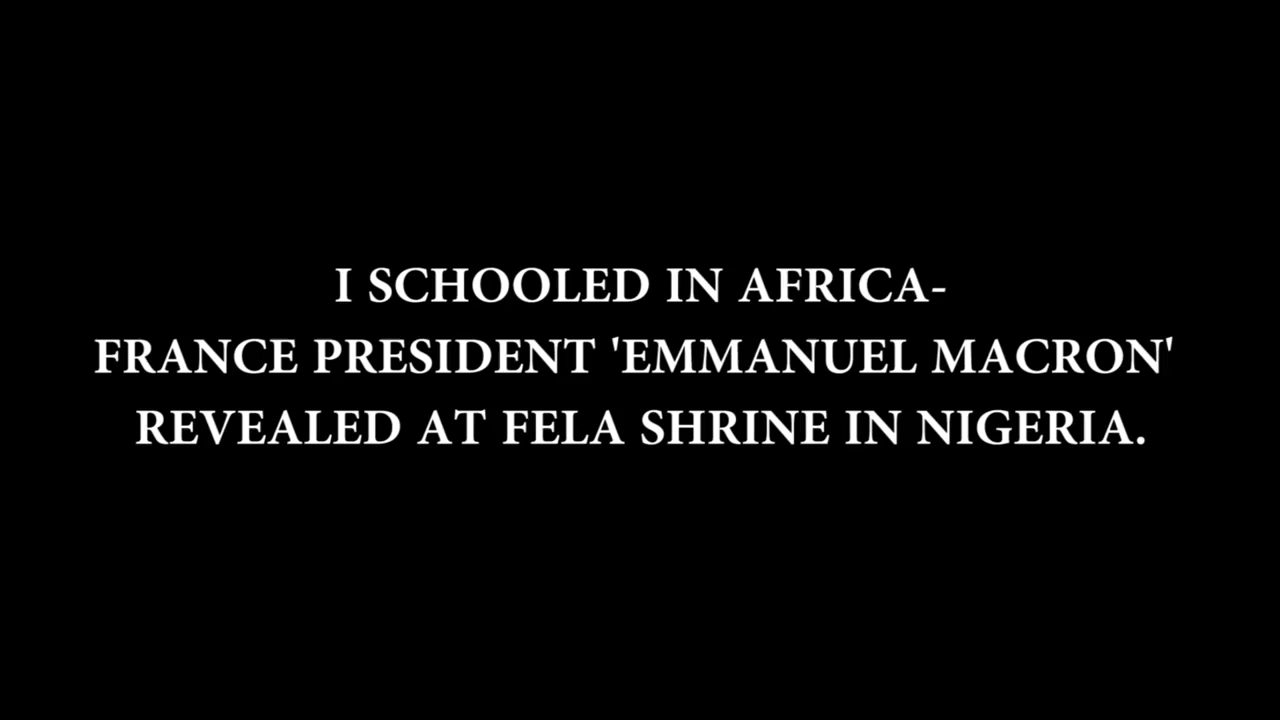 I SCHOOLED IN AFRICA-
FRANCE PRESIDENT 'EMMANUEL MACRON'
REVEALED AT FELA SHRINE IN NIGERIA.